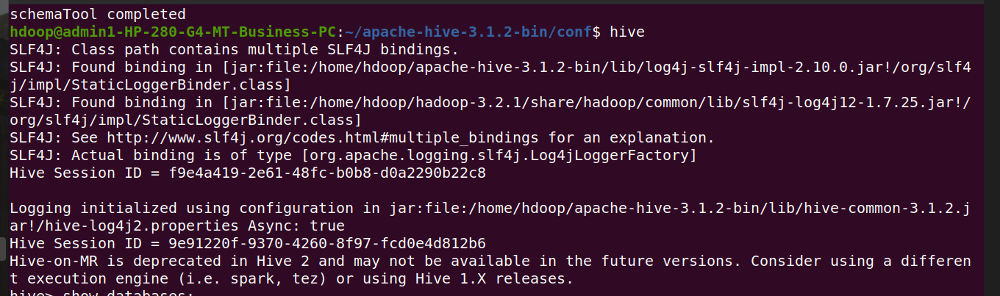 schemaTool completed
hdoop@admin1-HP-280-G4-MT-Business-PC:~/apache-hive-3.1.2-bin/conf$ hive
SLF4J: Class path contains multiple SLF4J bindings.
SLF4J: Found binding in [jar:file:/home/hdoop/apache-hive-3.1.2-bin/lib/log4j-slf4j-impl-2.10.0.jar!/org/slf4
j/impl/StaticLoggerBinder.class]
SLF4J: Found binding in [jar:file:/home/hdoop/hadoop-3.2.1/share/hadoop/common/lib/slf4j-log4j12-1.7.25.jar!/
org/slf4j/impl/StaticLoggerBinder.class]
SLF4J: See http://www.slf4j.org/codes.html#multiple_bindings for an explanation.
SLF4J: Actual binding is of type [org.apache.logging.slf4j.Log4jLoggerFactory]
Hive Session ID = f9e4a419-2e61-48fc-b0b8-d0a2290b22c8
Logging initialized using configuration in jar:file:/home/hdoop/apache-hive-3.1.2-bin/lib/hive-common-3.1.2.j
ar!/hive-log4j2.properties Async: true
Hive Session ID = 9e91220f-9370-4260-8f97-fcd0e4d812b6
Hive-on-MR is deprecated in Hive 2 and may not be available in the future versions. Consider using a differen
t execution engine (i.e. spark, tez) or using Hive 1.X releases.
hive> show databases;